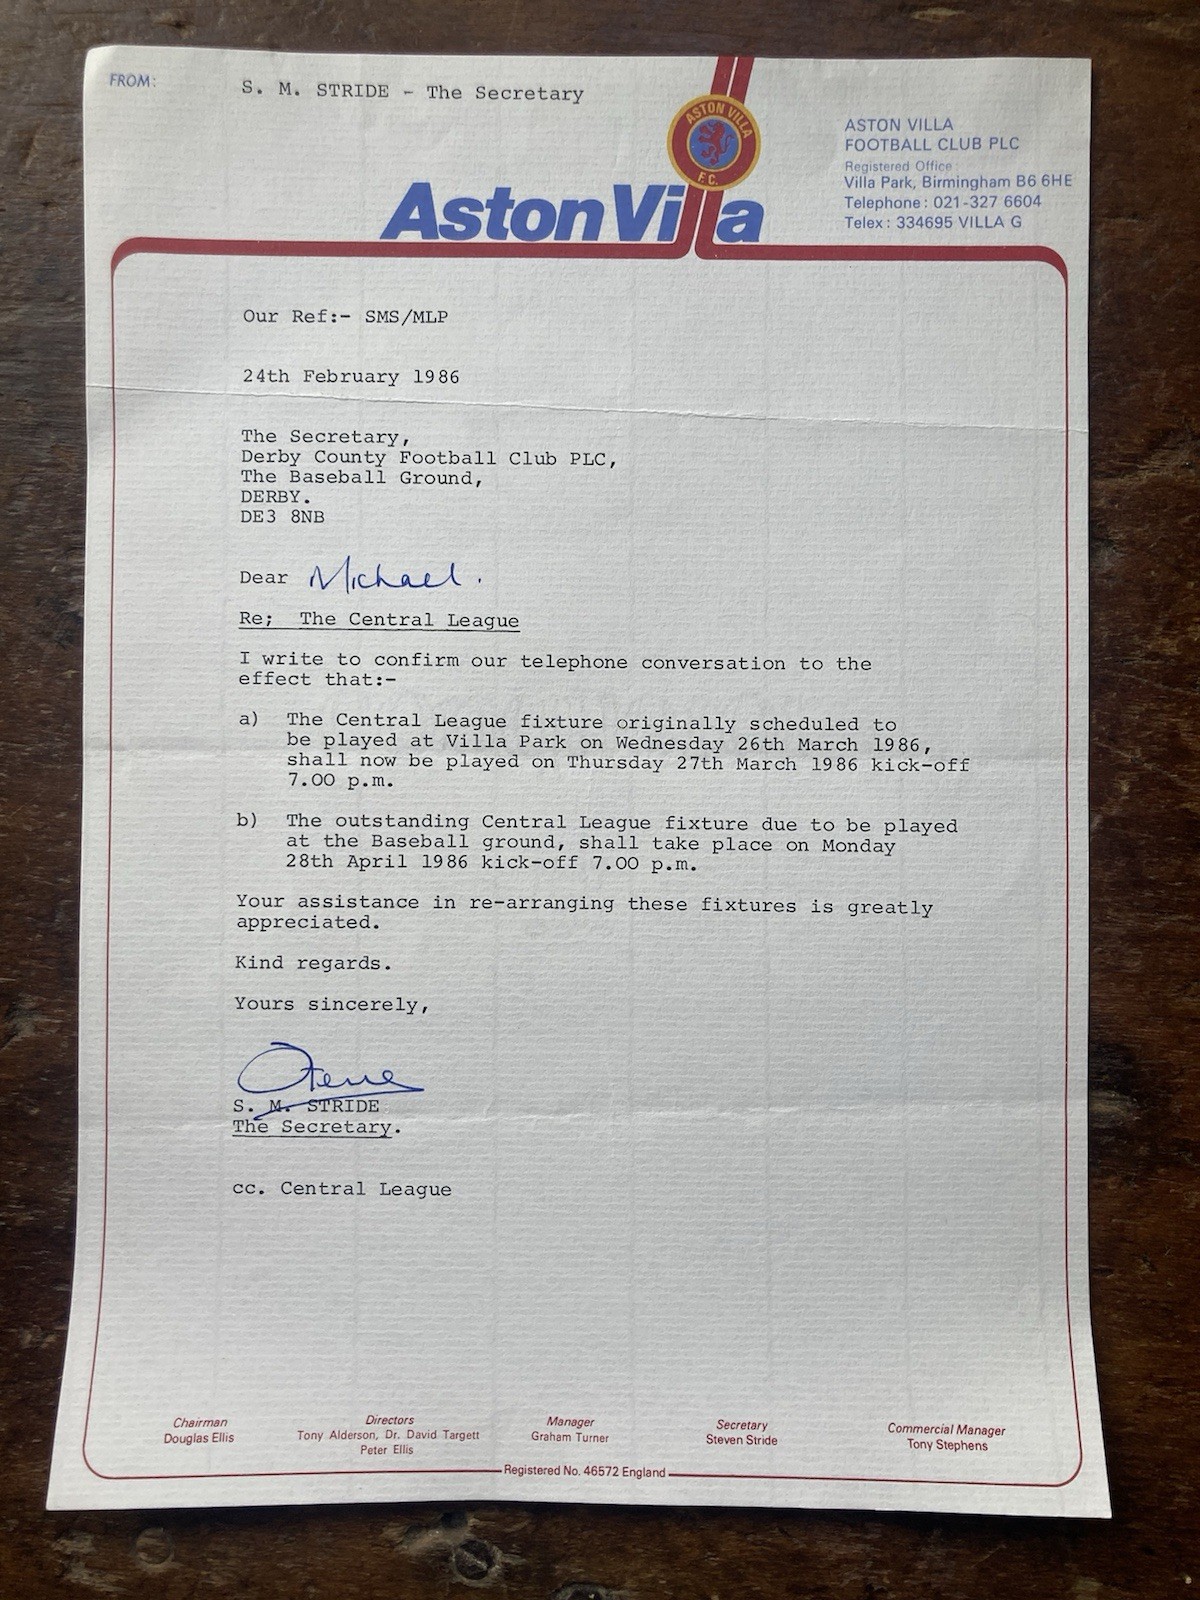 FROM:
S. M. STRIDE - The Secretary
ASTON VILLA
F.C.
Aston Villa
ASTON VILLA
FOOTBALL CLUB PLC
Registered Office:
Villa Park, Birmingham B6 6HE
Telephone: 021-327 6604
Telex: 334695 VILLA G
Our Ref:- SMS/MLP
24th February 1986
The Secretary,
Derby County Football Club PLC,
The Baseball Ground,
DERBY.
DE3 8NB
Dear Michael.
Re; The Central League
I write to confirm our telephone conversation to the
effect that:-
a) The Central League fixture originally scheduled to
be played at Villa Park on Wednesday 26th March 1986,
shall now be played on Thursday 27th March 1986 kick-off
7.00 p.m.
b) The outstanding Central League fixture due to be played
at the Baseball ground, shall take place on Monday
28th April 1986 kick-off 7.00 p.m.
Your assistance in re-arranging these fixtures is greatly
appreciated.
Kind regards.
Yours sincerely,
Steve
S. M. STRIDE
The Secretary.
cc. Central League
Chairman
Douglas Ellis
Directors
Tony Alderson, Dr. David Targett
Peter Ellis
Manager
Graham Turner
Secretary
Steven Stride
Commercial Manager
Tony Stephens
Registered No. 46572 England